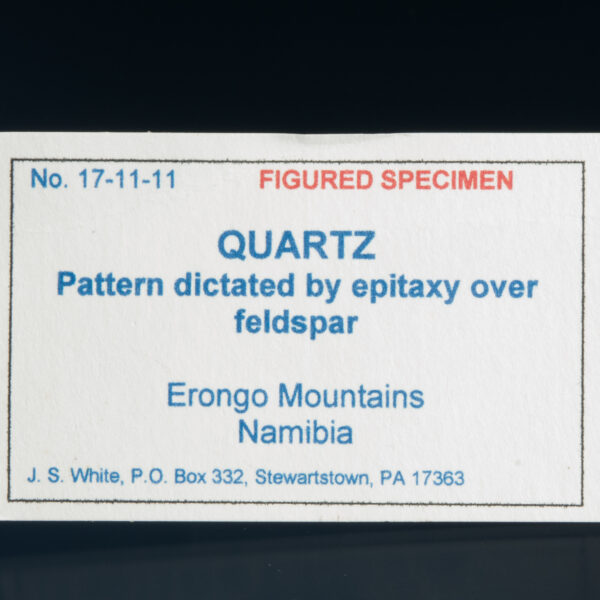 No. 17-11-11 FIGURED SPECIMEN
QUARTZ
Pattern dictated by epitaxy over
feldspar
Erongo Mountains
Namibia
J. S. White, P.O. Box 332, Stewartstown, PA 17363